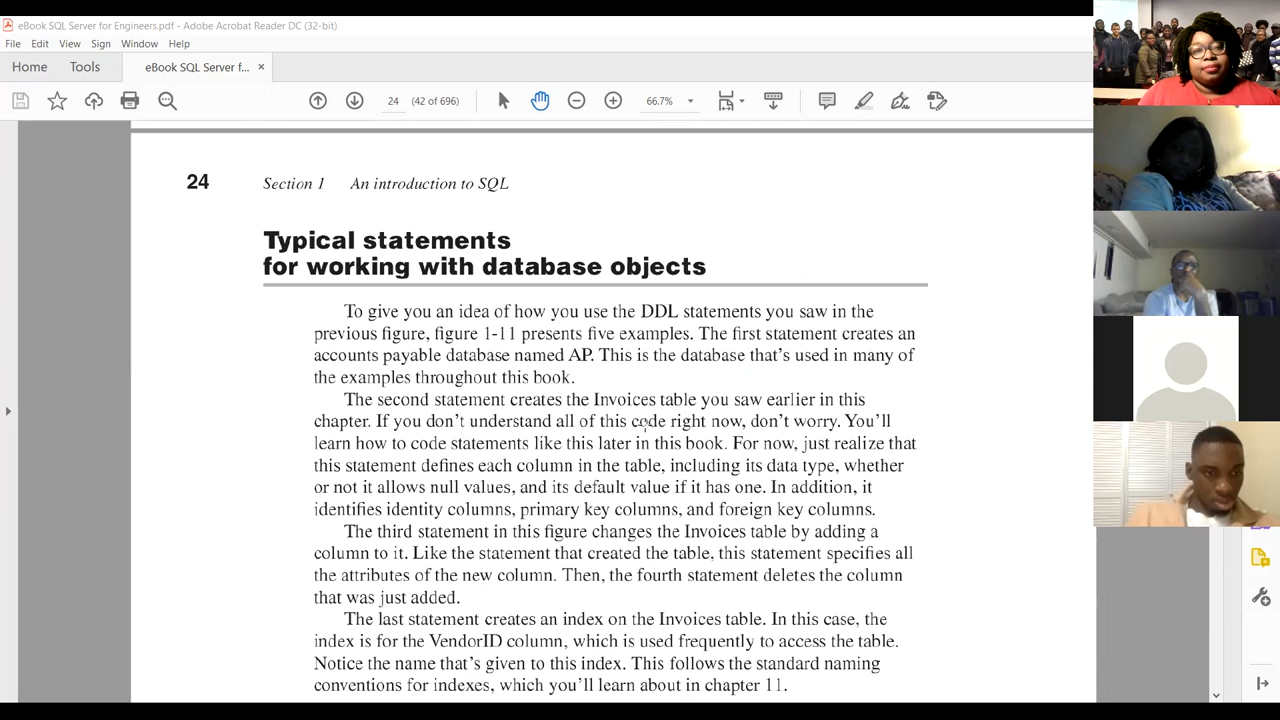 eBook SQL Server for Engineers.pdf - Adobe Acrobat Reader DC (32-bit)
File Edit View Sign Window Help
Home Tools eBook SQL Server f... ×
(42 of 696) 66.7%
24 Section 1 An introduction to SQL
Typical statements
for working with database objects
To give you an idea of how you use the DDL statements you saw in the
previous figure, figure 1-11 presents five examples. The first statement creates an
accounts payable database named AP. This is the database that's used in many of
the examples throughout this book.
The second statement creates the Invoices table you saw earlier in this
chapter. If you don't understand all of this code right now, don't worry. You'll
learn how to code statements like this later in this book. For now, just realize that
this statement defines each column in the table, including its data type, whether
or not it allows null values, and its default value if it has one. In addition, it
identifies identity columns, primary key columns, and foreign key columns.
The third statement in this figure changes the Invoices table by adding a
column to it. Like the statement that created the table, this statement specifies all
the attributes of the new column. Then, the fourth statement deletes the column
that was just added.
The last statement creates an index on the Invoices table. In this case, the
index is for the VendorID column, which is used frequently to access the table.
Notice the name that's given to this index. This follows the standard naming
conventions for indexes, which you'll learn about in chapter 11.